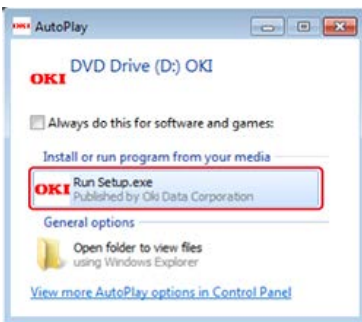 OKI AutoPlay
DVD Drive (D:) OKI
OKI
Always do this for software and games:
Install or run program from your media
OKI Run Setup.exe
Published by Oki Data Corporation
General options
Open folder to view files
using Windows Explorer
View more AutoPlay options in Control Panel